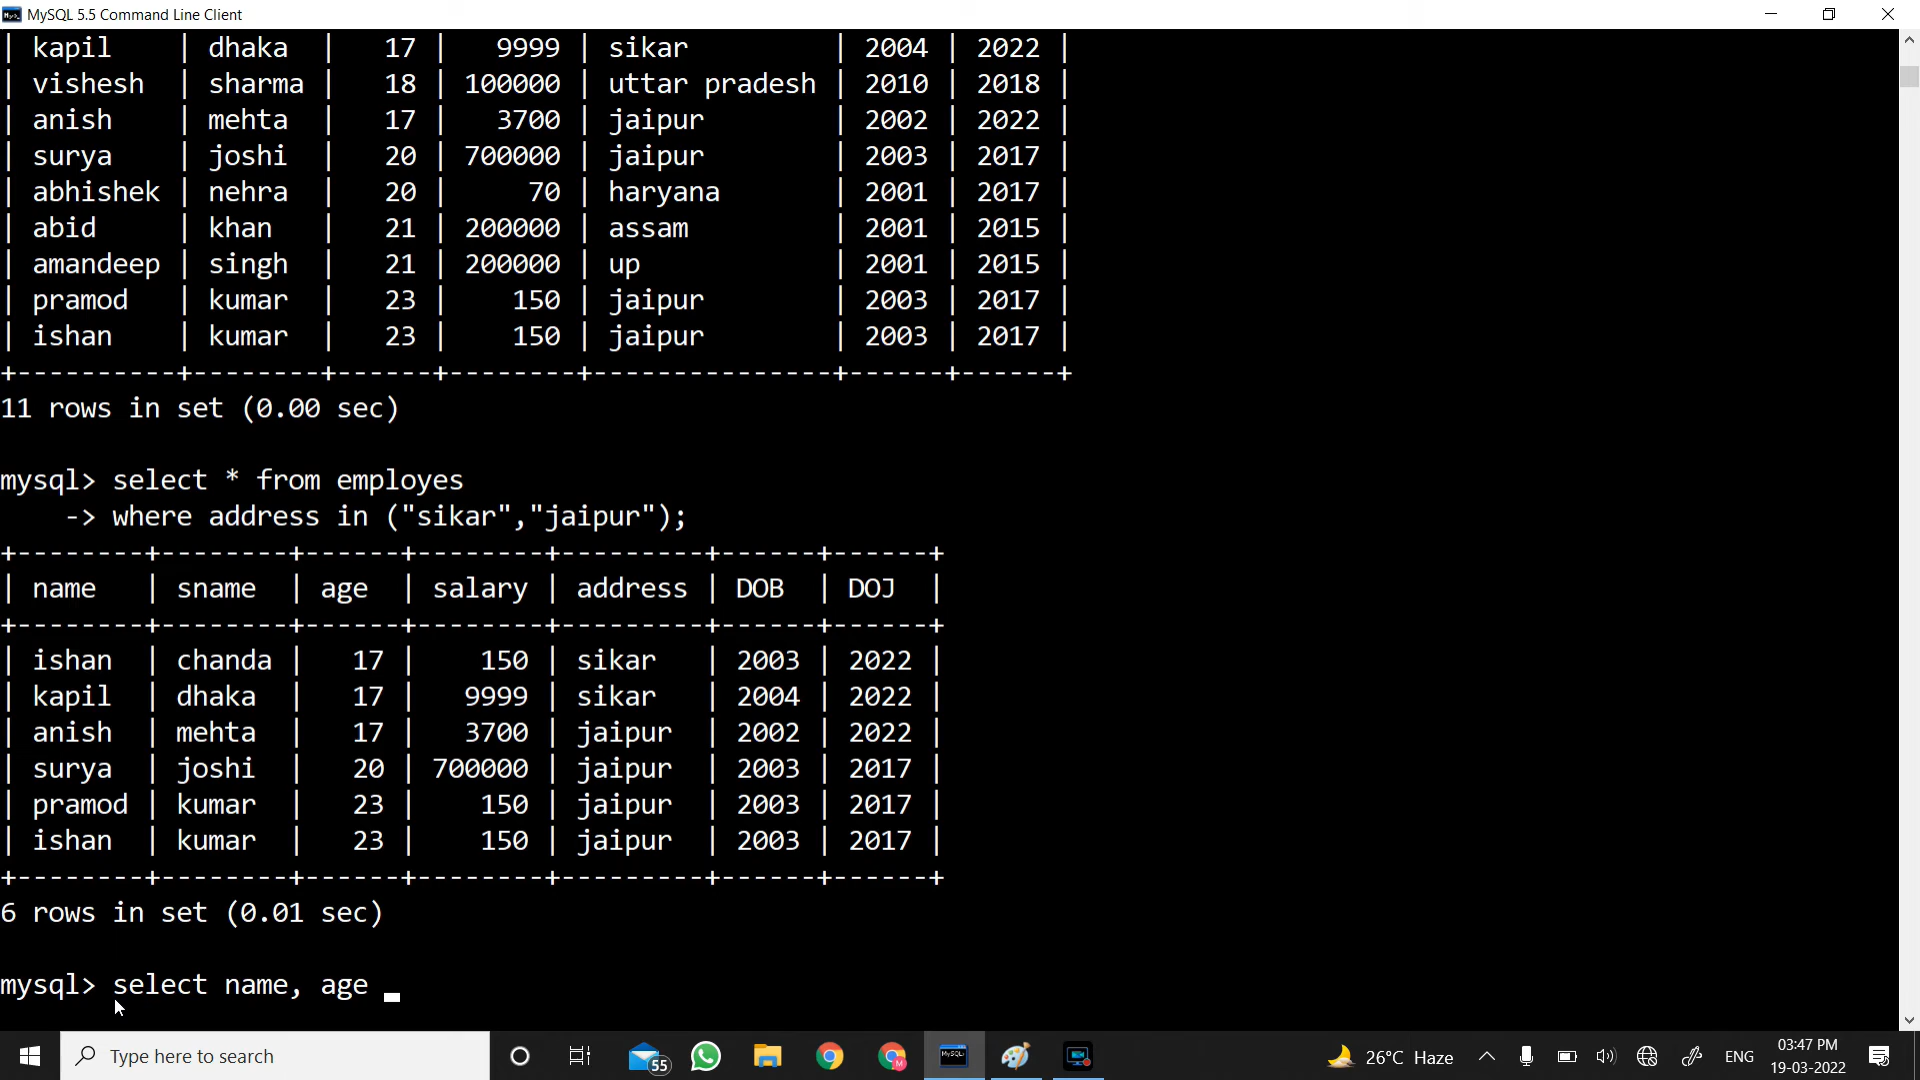 MySQL 5.5 Command Line Client
| kapil | dhaka | 17 | 9999 | sikar | 2004 | 2022 |
| vishesh | sharma | 18 | 100000 | uttar pradesh | 2010 | 2018 |
| anish | mehta | 17 | 3700 | jaipur | 2002 | 2022 |
| surya | joshi | 20 | 700000 | jaipur | 2003 | 2017 |
| abhishek | nehra | 20 | 70 | haryana | 2001 | 2017 |
| abid | khan | 21 | 200000 | assam | 2001 | 2015 |
| amandeep | singh | 21 | 200000 | up | 2001 | 2015 |
| pramod | kumar | 23 | 150 | jaipur | 2003 | 2017 |
| ishan | kumar | 23 | 150 | jaipur | 2003 | 2017 |
+----------+--------+------+--------+---------------+------+------+
11 rows in set (0.00 sec)
mysql> select * from employes
-> where address in ("sikar","jaipur");
+--------+--------+------+--------+---------+------+------+
| name | sname | age | salary | address | DOB | DOJ |
+--------+--------+------+--------+---------+------+------+
| ishan | chanda | 17 | 150 | sikar | 2003 | 2022 |
| kapil | dhaka | 17 | 9999 | sikar | 2004 | 2022 |
| anish | mehta | 17 | 3700 | jaipur | 2002 | 2022 |
| surya | joshi | 20 | 700000 | jaipur | 2003 | 2017 |
| pramod | kumar | 23 | 150 | jaipur | 2003 | 2017 |
| ishan | kumar | 23 | 150 | jaipur | 2003 | 2017 |
+--------+--------+------+--------+---------+------+------+
6 rows in set (0.01 sec)
mysql> select name, age _
Type here to search
55
26°C Haze
ENG
03:47 PM
19-03-2022